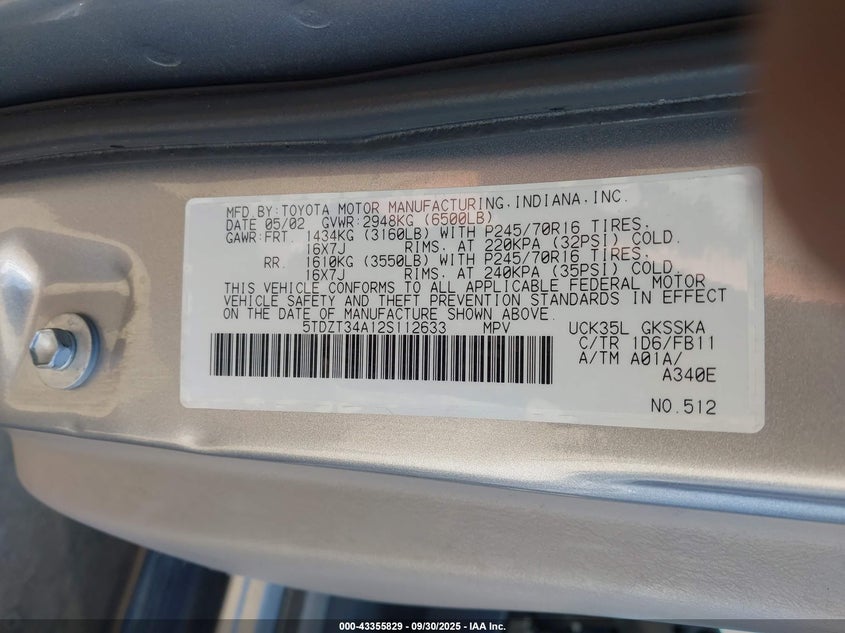 MFD.BY:TOYOTA MOTOR MANUFACTURING,INDIANA,INC.
DATE 05/02 GVWR:2948KG (6500LB)
GAWR:FRT. 1434KG (3160LB) WITH P245/70R16 TIRES,
16X7J RIMS, AT 220KPA (32PSI) COLD.
RR. 1610KG (3550LB) WITH P245/70R16 TIRES,
16X7J RIMS, AT 240KPA (35PSI) COLD.
THIS VEHICLE CONFORMS TO ALL APPLICABLE FEDERAL MOTOR
VEHICLE SAFETY AND THEFT PREVENTION STANDARDS IN EFFECT
ON THE DATE OF MANUFACTURE SHOWN ABOVE.
5TDZT34A12S112633 MPV UCK35L GKSSKA
C/TR 1D6/FB11
A/TM A01A/
A340E
NO.512
000-43355829 - 09/30/2025 - IAA Inc.